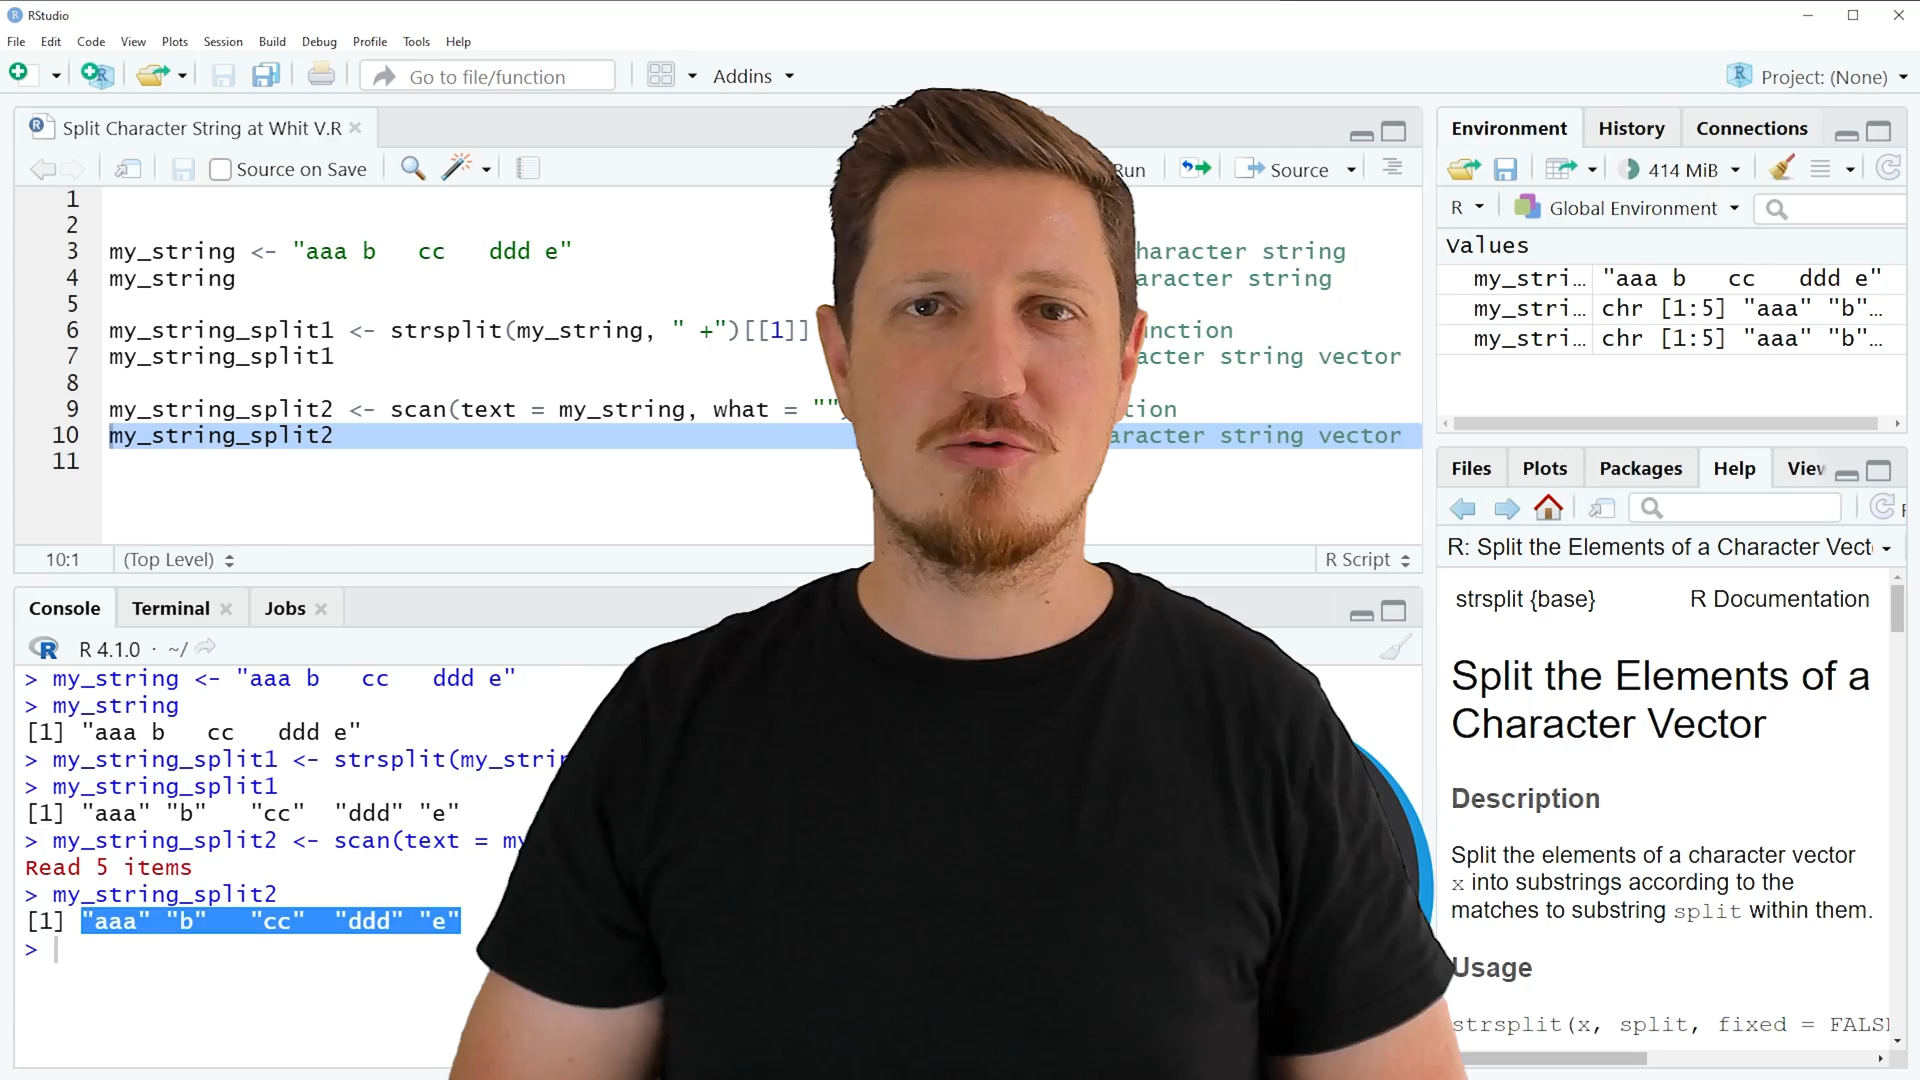 RStudio
File Edit Code View Plots Session Build Debug Profile Tools Help
Go to file/function
Addins
Project: (None)
Split Character String at Whit V.R
Source on Save
Run
Source
1
2
3 my_string <- "aaa b   cc    ddd e" haracter string
4 my_string aracter string
5
6 my_string_split1 <- strsplit(my_string, " +")[[1]] nction
7 my_string_split1 acter string vector
8
9 my_string_split2 <- scan(text = my_string, what = "" tion
10 my_string_split2 aracter string vector
11
10:1 (Top Level) R Script
Console Terminal Jobs
R 4.1.0 · ~/
> my_string <- "aaa b   cc    ddd e"
> my_string
[1] "aaa b   cc    ddd e"
> my_string_split1 <- strsplit(my_strin
> my_string_split1
[1] "aaa" "b"   "cc"  "ddd" "e"
> my_string_split2 <- scan(text = my
Read 5 items
> my_string_split2
[1] "aaa" "b"   "cc"  "ddd" "e"
>
Environment History Connections
414 MiB
R Global Environment
Values
my_stri… "aaa b   cc    ddd e"
my_stri… chr [1:5] "aaa" "b"…
my_stri… chr [1:5] "aaa" "b"…
Files Plots Packages Help View
R: Split the Elements of a Character Vect
strsplit {base} R Documentation
Split the Elements of a
Character Vector
Description
Split the elements of a character vector
x into substrings according to the
matches to substring split within them.
Usage
strsplit(x, split, fixed = FALS